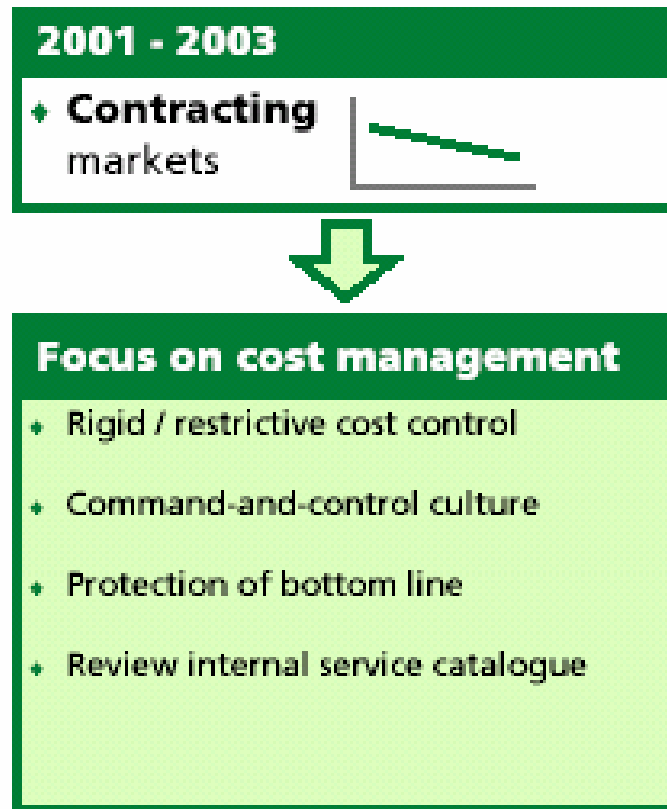 2001 - 2003
Contracting
markets
Focus on cost management
Rigid / restrictive cost control
Command-and-control culture
Protection of bottom line
Review internal service catalogue